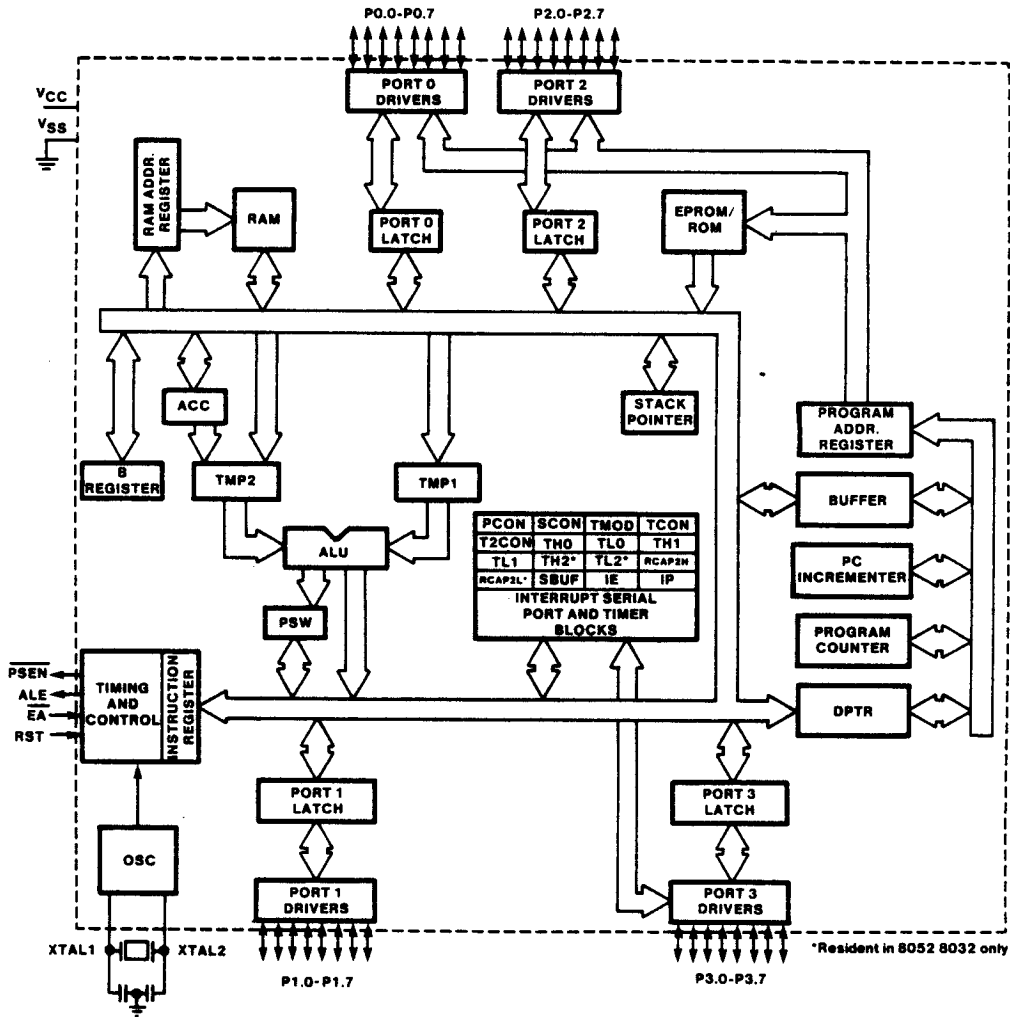 P0.0-P0.7
P2.0-P2.7
VCC
VSS
PORT 0
DRIVERS
PORT 2
DRIVERS
RAM ADDR.
REGISTER
RAM
PORT 0
LATCH
PORT 2
LATCH
EPROM/
ROM
ACC
STACK
POINTER
PROGRAM
ADDR.
REGISTER
B
REGISTER
TMP2
TMP1
BUFFER
PCON SCON TMOD TCON
T2CON TH0 TL0 TH1
TL1 TH2* TL2* RCAP2H
RCAP2L* SBUF IE IP
INTERRUPT SERIAL
PORT AND TIMER
BLOCKS
ALU
PC
INCREMENTER
PSW
PROGRAM
COUNTER
PSEN
ALE
EA
RST
TIMING
AND
CONTROL
INSTRUCTION
REGISTER
DPTR
PORT 1
LATCH
PORT 3
LATCH
OSC
PORT 1
DRIVERS
PORT 3
DRIVERS
XTAL1
XTAL2
*Resident in 8052 8032 only
P1.0-P1.7
P3.0-P3.7